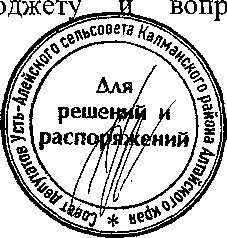 юджету и вопр
Совет депутатов Усть-Алейского сельсовета Калманского района Алтайского края *
Для
решений и
распоряжений